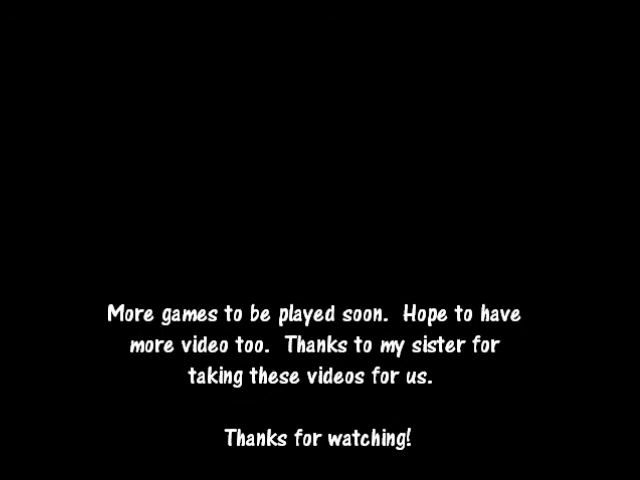 More games to be played soon.  Hope to have
more video too.  Thanks to my sister for
taking these videos for us.
Thanks for watching!